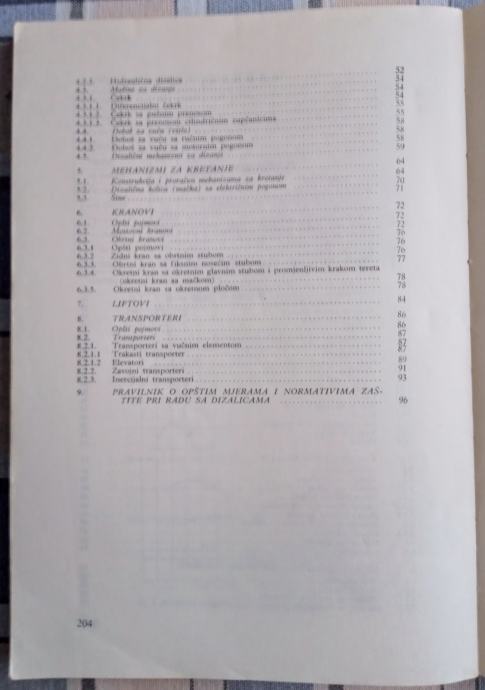 4.2.3. Hidraulična dizalica 52
4.3. Mašine za dizanje 54
4.3.1. Čekrk 54
4.3.1.1. Diferencijalni čekrk 54
4.3.1.2. Čekrk sa pužnim prenosom 55
4.3.1.3. Čekrk sa prenosom cilindričnim zupčanicima 55
4.4. Doboš za vuču (vitla) 58
4.4.1. Doboš za vuču sa ručnim pogonom 58
4.4.2. Doboš za vuču sa motornim pogonom 58
4.5. Dizalični mehanizmi za dizanje 59
5. MEHANIZMI ZA KRETANJE 64
5.1. Konstrukcija i proračun mehanizama za kretanje 64
5.2. Dizalična kolica (mačka) sa električnim pogonom 70
5.3. Šine 71
6. KRANOVI 72
6.1. Opšti pojmovi 72
6.2. Mostovni kranovi 72
6.3. Obrtni kranovi 76
6.3.1 Opšti pojmovi 76
6.3.2 Zidni kran sa obrtnim stubom 76
6.3.3. Obrtni kran sa fiksnim nosećim stubom 77
6.3.4. Okretni kran sa okretnim glavnim stubom i promjenljivim krakom tereta
(okretni kran sa mačkom) 78
6.3.5. Okretni kran sa okretnom pločom 78
7. LIFTOVI 84
8. TRANSPORTERI 86
8.1. Opšti pojmovi 86
8.2. Transporteri 87
8.2.1. Transporteri sa vučnim elementom 87
8.2.1.1 Trakasti transporter 87
8.2.1.2 Elevatori 89
8.2.2. Zavojni transporteri 91
8.2.3. Inercijalni transporteri 93
9. PRAVILNIK O OPŠTIM MJERAMA I NORMATIVIMA ZAŠ-
TITE PRI RADU SA DIZALICAMA 96
204